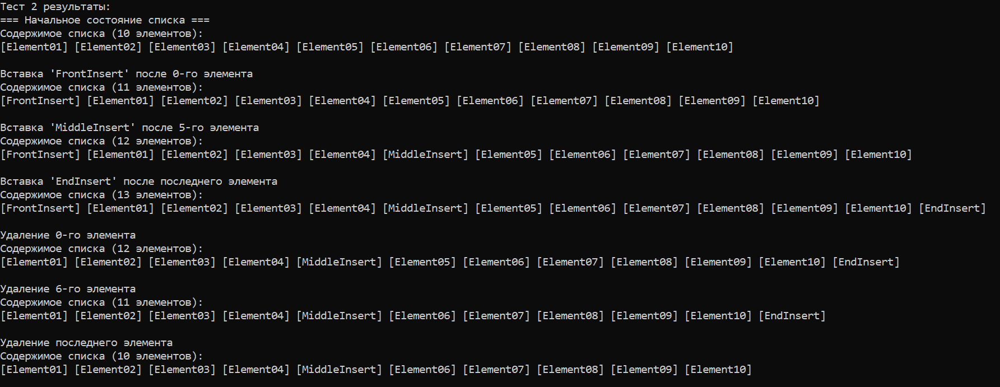 Тест 2 результаты:
=== Начальное состояние списка ===
Содержимое списка (10 элементов):
[Element01] [Element02] [Element03] [Element04] [Element05] [Element06] [Element07] [Element08] [Element09] [Element10]
Вставка 'FrontInsert' после 0-го элемента
Содержимое списка (11 элементов):
[FrontInsert] [Element01] [Element02] [Element03] [Element04] [Element05] [Element06] [Element07] [Element08] [Element09] [Element10]
Вставка 'MiddleInsert' после 5-го элемента
Содержимое списка (12 элементов):
[FrontInsert] [Element01] [Element02] [Element03] [Element04] [MiddleInsert] [Element05] [Element06] [Element07] [Element08] [Element09] [Element10]
Вставка 'EndInsert' после последнего элемента
Содержимое списка (13 элементов):
[FrontInsert] [Element01] [Element02] [Element03] [Element04] [MiddleInsert] [Element05] [Element06] [Element07] [Element08] [Element09] [Element10] [EndInsert]
Удаление 0-го элемента
Содержимое списка (12 элементов):
[Element01] [Element02] [Element03] [Element04] [MiddleInsert] [Element05] [Element06] [Element07] [Element08] [Element09] [Element10] [EndInsert]
Удаление 6-го элемента
Содержимое списка (11 элементов):
[Element01] [Element02] [Element03] [Element04] [MiddleInsert] [Element06] [Element07] [Element08] [Element09] [Element10] [EndInsert]
Удаление последнего элемента
Содержимое списка (10 элементов):
[Element01] [Element02] [Element03] [Element04] [MiddleInsert] [Element06] [Element07] [Element08] [Element09] [Element10]